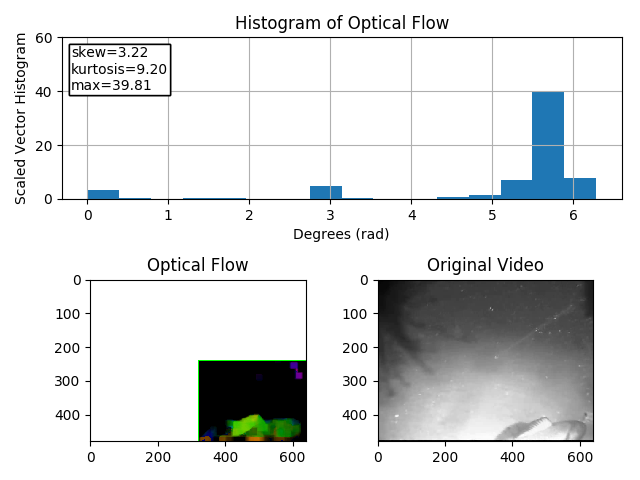 Histogram of Optical Flow
60
40
20
0
Scaled Vector Histogram
skew=3.22
kurtosis=9.20
max=39.81
0 1 2 3 4 5 6
Degrees (rad)
Optical Flow
0
100
200
300
400
0 200 400 600
Original Video
0
100
200
300
400
0 200 400 600